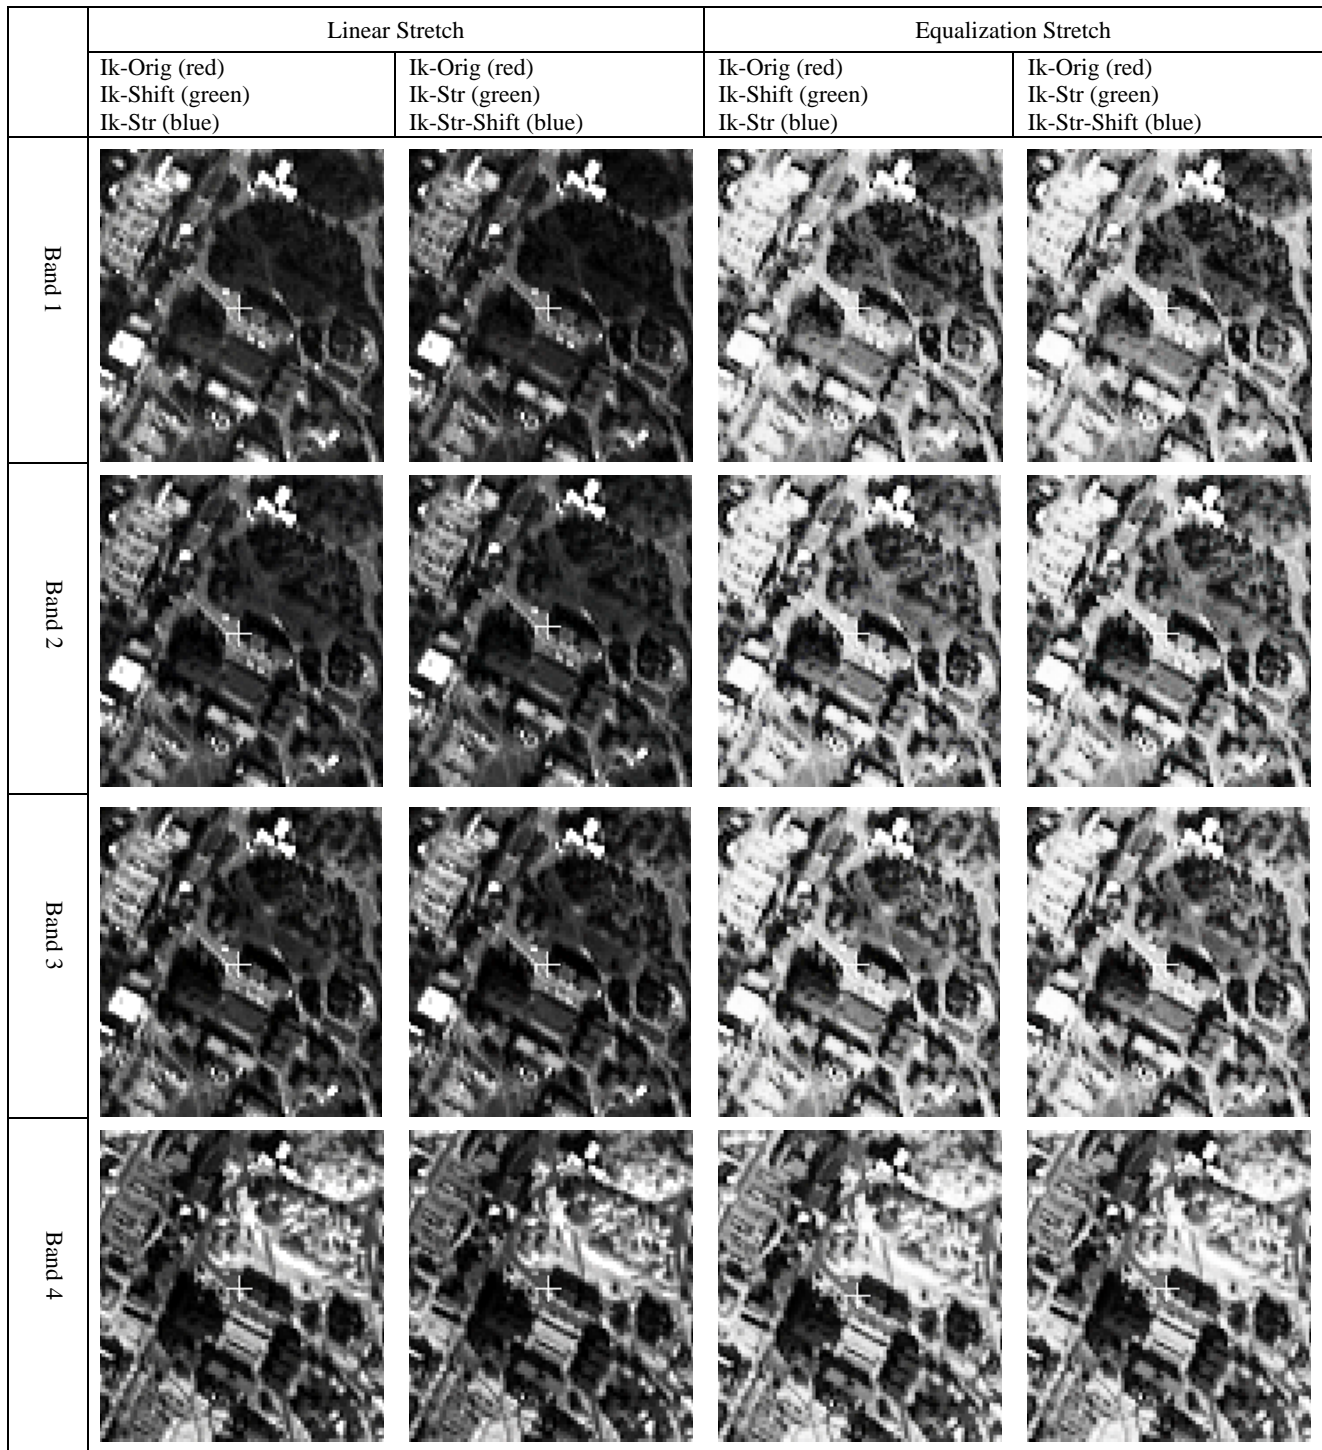 Linear Stretch
Equalization Stretch
Ik-Orig (red)
Ik-Shift (green)
Ik-Str (blue)
Ik-Orig (red)
Ik-Str (green)
Ik-Str-Shift (blue)
Ik-Orig (red)
Ik-Shift (green)
Ik-Str (blue)
Ik-Orig (red)
Ik-Str (green)
Ik-Str-Shift (blue)
Band 1
Band 2
Band 3
Band 4